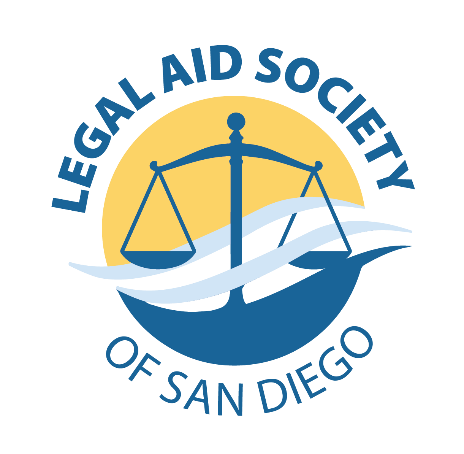 LEGAL AID SOCIETY
OF SAN DIEGO